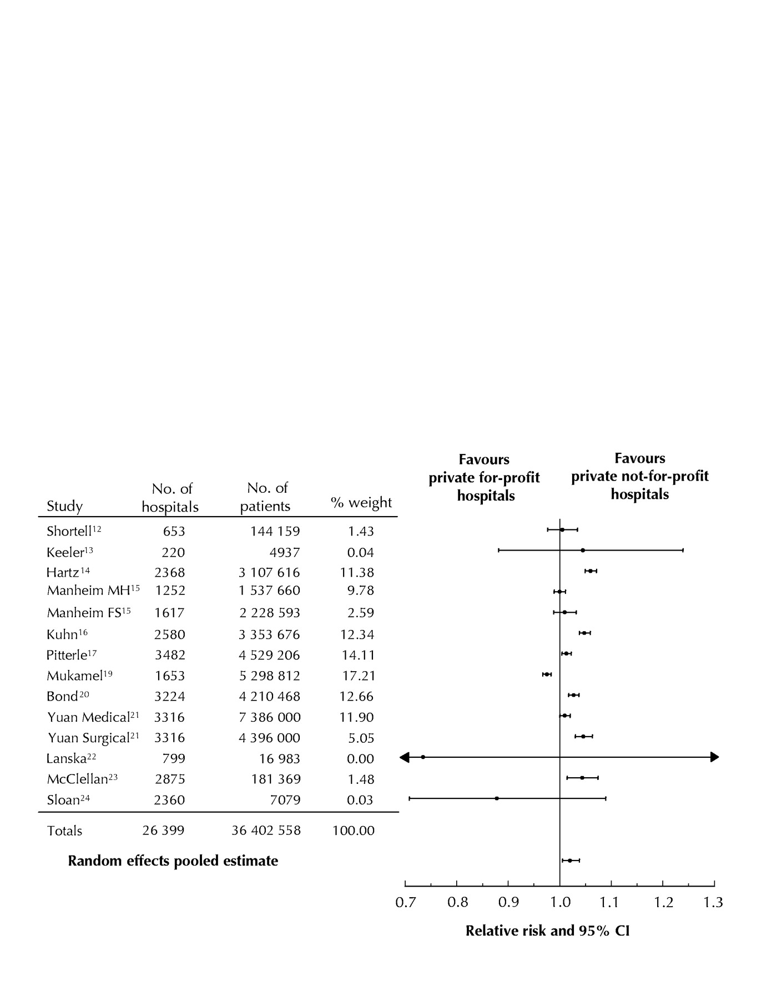 Favours
private for-profit
hospitals
Favours
private not-for-profit
hospitals
Study No. of hospitals No. of patients % weight
Shortell12 653 144 159 1.43
Keeler13 220 4937 0.04
Hartz14 2368 3 107 616 11.38
Manheim MH15 1252 1 537 660 9.78
Manheim FS15 1617 2 228 593 2.59
Kuhn16 2580 3 353 676 12.34
Pitterle17 3482 4 529 206 14.11
Mukamel19 1653 5 298 812 17.21
Bond20 3224 4 210 468 12.66
Yuan Medical21 3316 7 386 000 11.90
Yuan Surgical21 3316 4 396 000 5.05
Lanska22 799 16 983 0.00
McClellan23 2875 181 369 1.48
Sloan24 2360 7079 0.03
Totals 26 399 36 402 558 100.00
Random effects pooled estimate
0.7 0.8 0.9 1.0 1.1 1.2 1.3
Relative risk and 95% CI